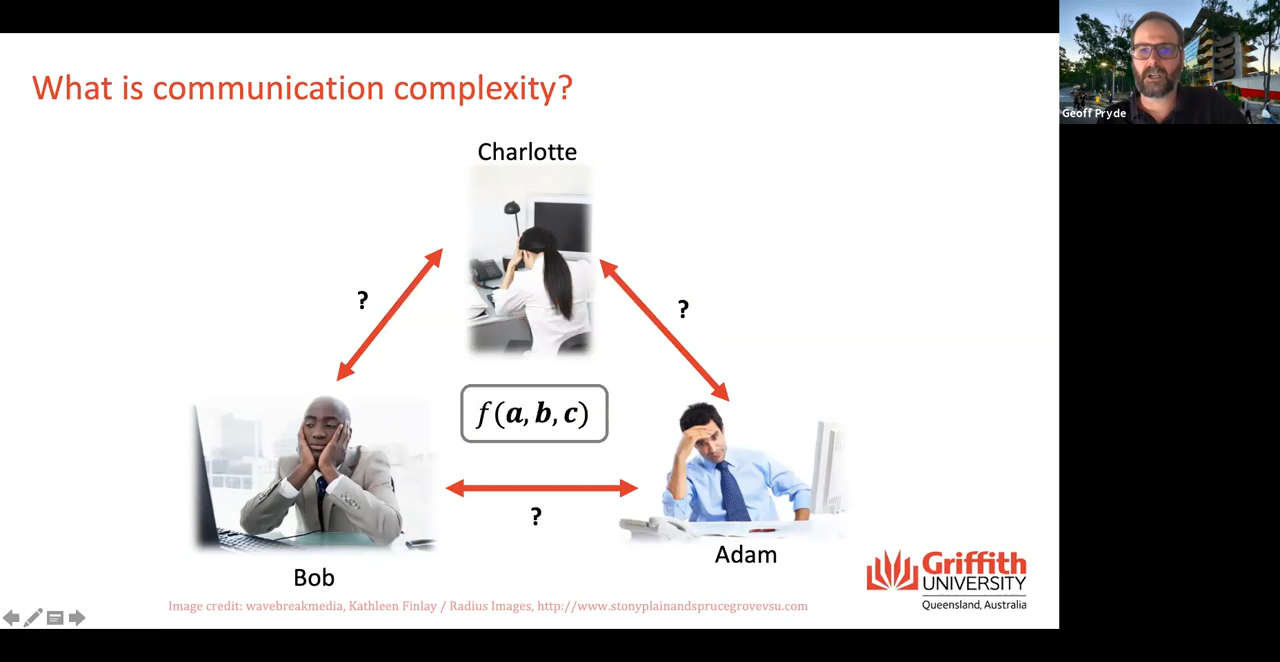 What is communication complexity?
Geoff Pryde
Charlotte
?
?
f(a, b, c)
?
Adam
Bob
Griffith
UNIVERSITY
Queensland, Australia
Image credit: wavebreakmedia, Kathleen Finlay / Radius Images, http://www.stonyplainandsprucegrovevsu.com